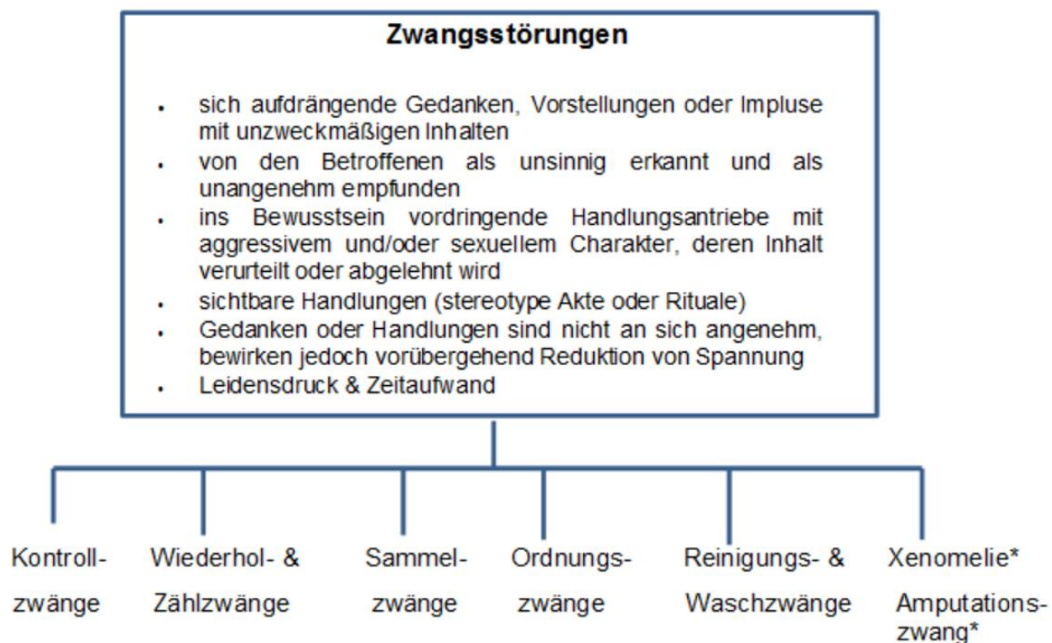 Zwangsstörungen
• sich aufdrängende Gedanken, Vorstellungen oder Impluse
mit unzweckmäßigen Inhalten
• von den Betroffenen als unsinnig erkannt und als
unangenehm empfunden
• ins Bewusstsein vordringende Handlungsantriebe mit
aggressivem und/oder sexuellem Charakter, deren Inhalt
verurteilt oder abgelehnt wird
• sichtbare Handlungen (stereotype Akte oder Rituale)
• Gedanken oder Handlungen sind nicht an sich angenehm,
bewirken jedoch vorübergehend Reduktion von Spannung
• Leidensdruck & Zeitaufwand
Kontroll-
zwänge
Wiederhol- &
Zählzwänge
Sammel-
zwänge
Ordnungs-
zwänge
Reinigungs- &
Waschzwänge
Xenomelie*
Amputations-
zwang*